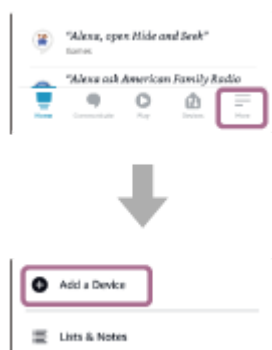 "Alexa, open Hide and Seek"
Games
"Alexa ask American Family Radio
Home Communicate Play Devices More
Add a Device
Lists & Notes